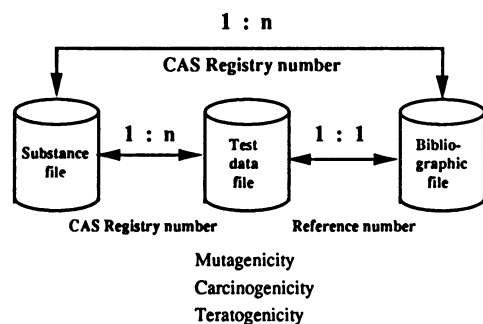 1 : n
CAS Registry number
1 : n
1 : 1
Substance
file
Test
data
file
Biblio-
graphic
file
CAS Registry number
Reference number
Mutagenicity
Carcinogenicity
Teratogenicity